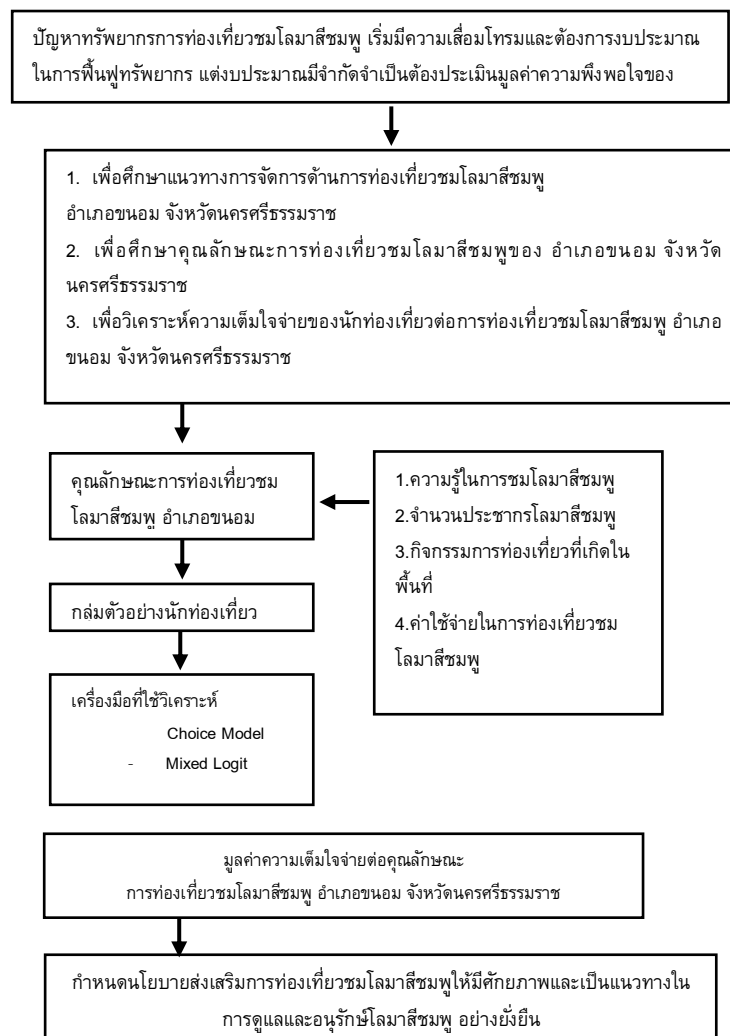 ปัญหาทรัพยากรการท่องเที่ยวชมโลมาสีชมพู เริ่มมีความเสื่อมโทรมและต้องการงบประมาณ
ในการฟื้นฟูทรัพยากร แต่งบประมาณมีจำกัดจำเป็นต้องประเมินมูลค่าความพึงพอใจของ
1. เพื่อศึกษาแนวทางการจัดการด้านการท่องเที่ยวชมโลมาสีชมพู
อำเภอขนอม จังหวัดนครศรีธรรมราช
2. เพื่อศึกษาคุณลักษณะการท่องเที่ยวชมโลมาสีชมพูของ อำเภอขนอม จังหวัด
นครศรีธรรมราช
3. เพื่อวิเคราะห์ความเต็มใจจ่ายของนักท่องเที่ยวต่อการท่องเที่ยวชมโลมาสีชมพู อำเภอ
ขนอม จังหวัดนครศรีธรรมราช
คุณลักษณะการท่องเที่ยวชม
โลมาสีชมพู อำเภอขนอม
1.ความรู้ในการชมโลมาสีชมพู
2.จำนวนประชากรโลมาสีชมพู
3.กิจกรรมการท่องเที่ยวที่เกิดใน
พื้นที่
4.ค่าใช้จ่ายในการท่องเที่ยวชม
โลมาสีชมพู
กลุ่มตัวอย่างนักท่องเที่ยว
เครื่องมือที่ใช้วิเคราะห์
Choice Model
- Mixed Logit
มูลค่าความเต็มใจจ่ายต่อคุณลักษณะ
การท่องเที่ยวชมโลมาสีชมพู อำเภอขนอม จังหวัดนครศรีธรรมราช
กำหนดนโยบายส่งเสริมการท่องเที่ยวชมโลมาสีชมพูให้มีศักยภาพและเป็นแนวทางใน
การดูแลและอนุรักษ์โลมาสีชมพู อย่างยั่งยืน